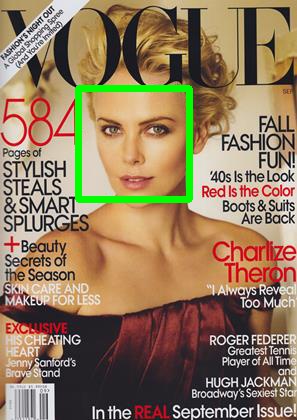 FASHION'S NIGHT OUT
A Global Shopping Spree
(And You're Invited)
VOGUE
SEP
584
Pages of
STYLISH
STEALS
& SMART
SPLURGES
+Beauty
Secrets of
the Season
SKIN CARE AND
MAKEUP FOR LESS
EXCLUSIVE
HIS CHEATING
HEART
Jenny Sanford's
Brave Stand
FALL
FASHION
FUN!
'40s Is the Look
Red Is the Color
Boots & Suits
Are Back
Charlize
Theron
"I Always Reveal
Too Much"
ROGER FEDERER
Greatest Tennis
Player of All Time
and
HUGH JACKMAN
Broadway's Sexiest Star
In the REAL September Issue!